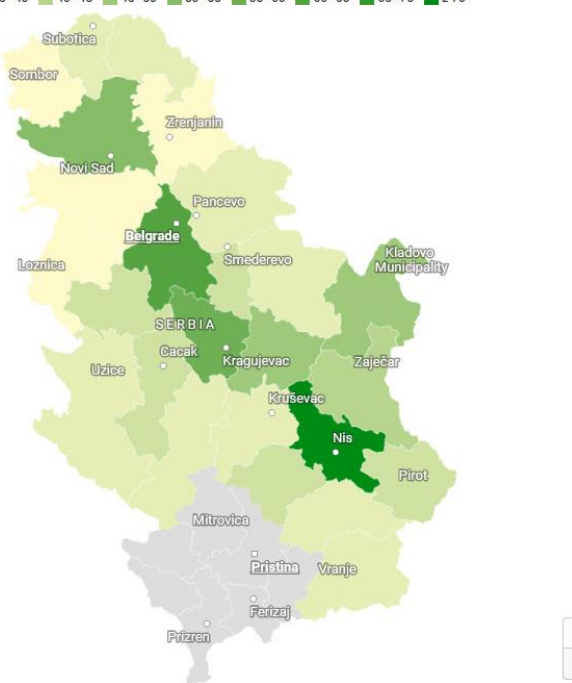 Subotica
Sombor
Zrenjanin
Novi Sad
Pancevo
Belgrade
Kladovo
Municipality
Loznica
Smederevo
SERBIA
Cacak
Uzice
Kragujevac
Zaječar
Kruševac
Nis
Pirot
Mitrovica
Pristina
Vranje
Ferizaj
Prizren